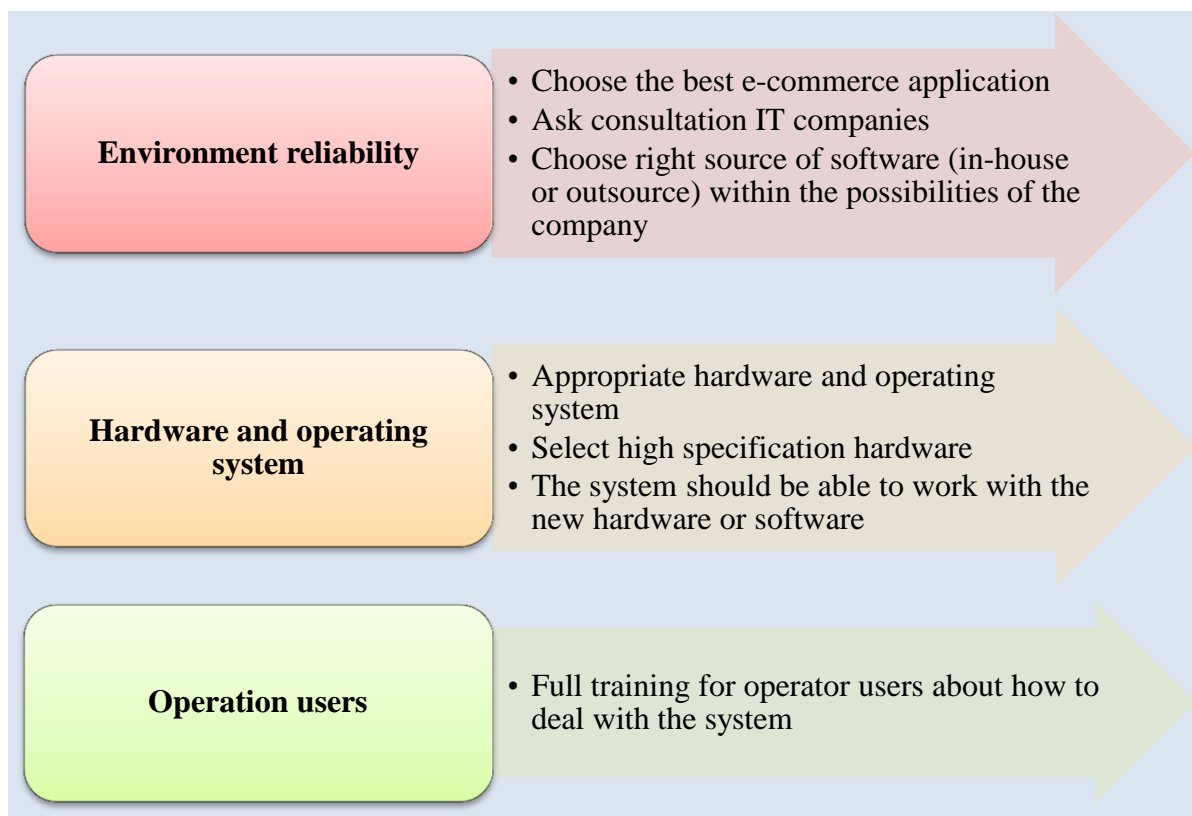 Environment reliability
• Choose the best e-commerce application
• Ask consultation IT companies
• Choose right source of software (in-house
or outsource) within the possibilities of the
company
Hardware and operating
system
• Appropriate hardware and operating
system
• Select high specification hardware
• The system should be able to work with the
new hardware or software
Operation users
• Full training for operator users about how to
deal with the system